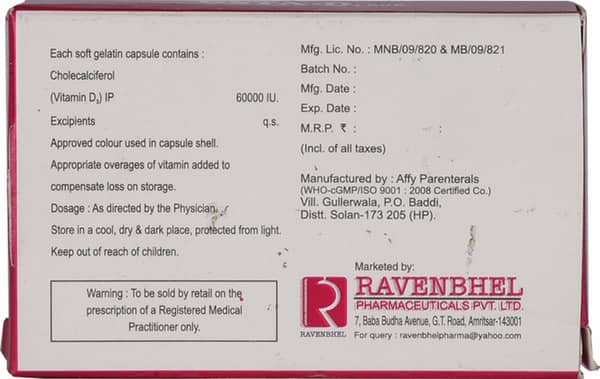 Each soft gelatin capsule contains :
Cholecalciferol
(Vitamin D₃) IP 60000 IU.
Excipients q.s.
Approved colour used in capsule shell.
Appropriate overages of vitamin added to
compensate loss on storage.
Dosage : As directed by the Physician.
Store in a cool, dry & dark place, protected from light.
Keep out of reach of children.
Warning : To be sold by retail on the
prescription of a Registered Medical
Practitioner only.
Mfg. Lic. No. : MNB/09/820 & MB/09/821
Batch No. :
Mfg. Date :
Exp. Date :
M.R.P. ₹ : :
(Incl. of all taxes)
Manufactured by : Affy Parenterals
(WHO-cGMP/ISO 9001 : 2008 Certified Co.)
Vill. Gullerwala, P.O. Baddi,
Distt. Solan-173 205 (HP).
Marketed by:
R
RAVENBHEL
RAVENBHEL
PHARMACEUTICALS PVT. LTD.
7, Baba Budha Avenue, G.T. Road, Amritsar-143001
For query : ravenbhelpharma@yahoo.com